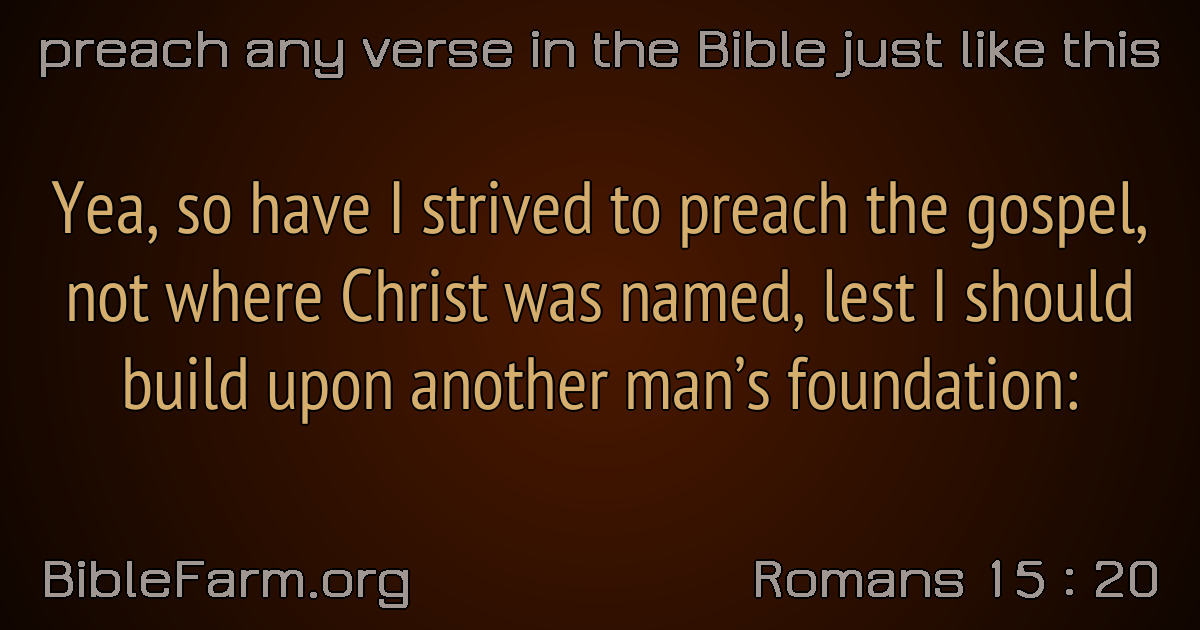 preach any verse in the Bible just like this
Yea, so have I strived to preach the gospel,
not where Christ was named, lest I should
build upon another man’s foundation:
BibleFarm.org
Romans 15 : 20